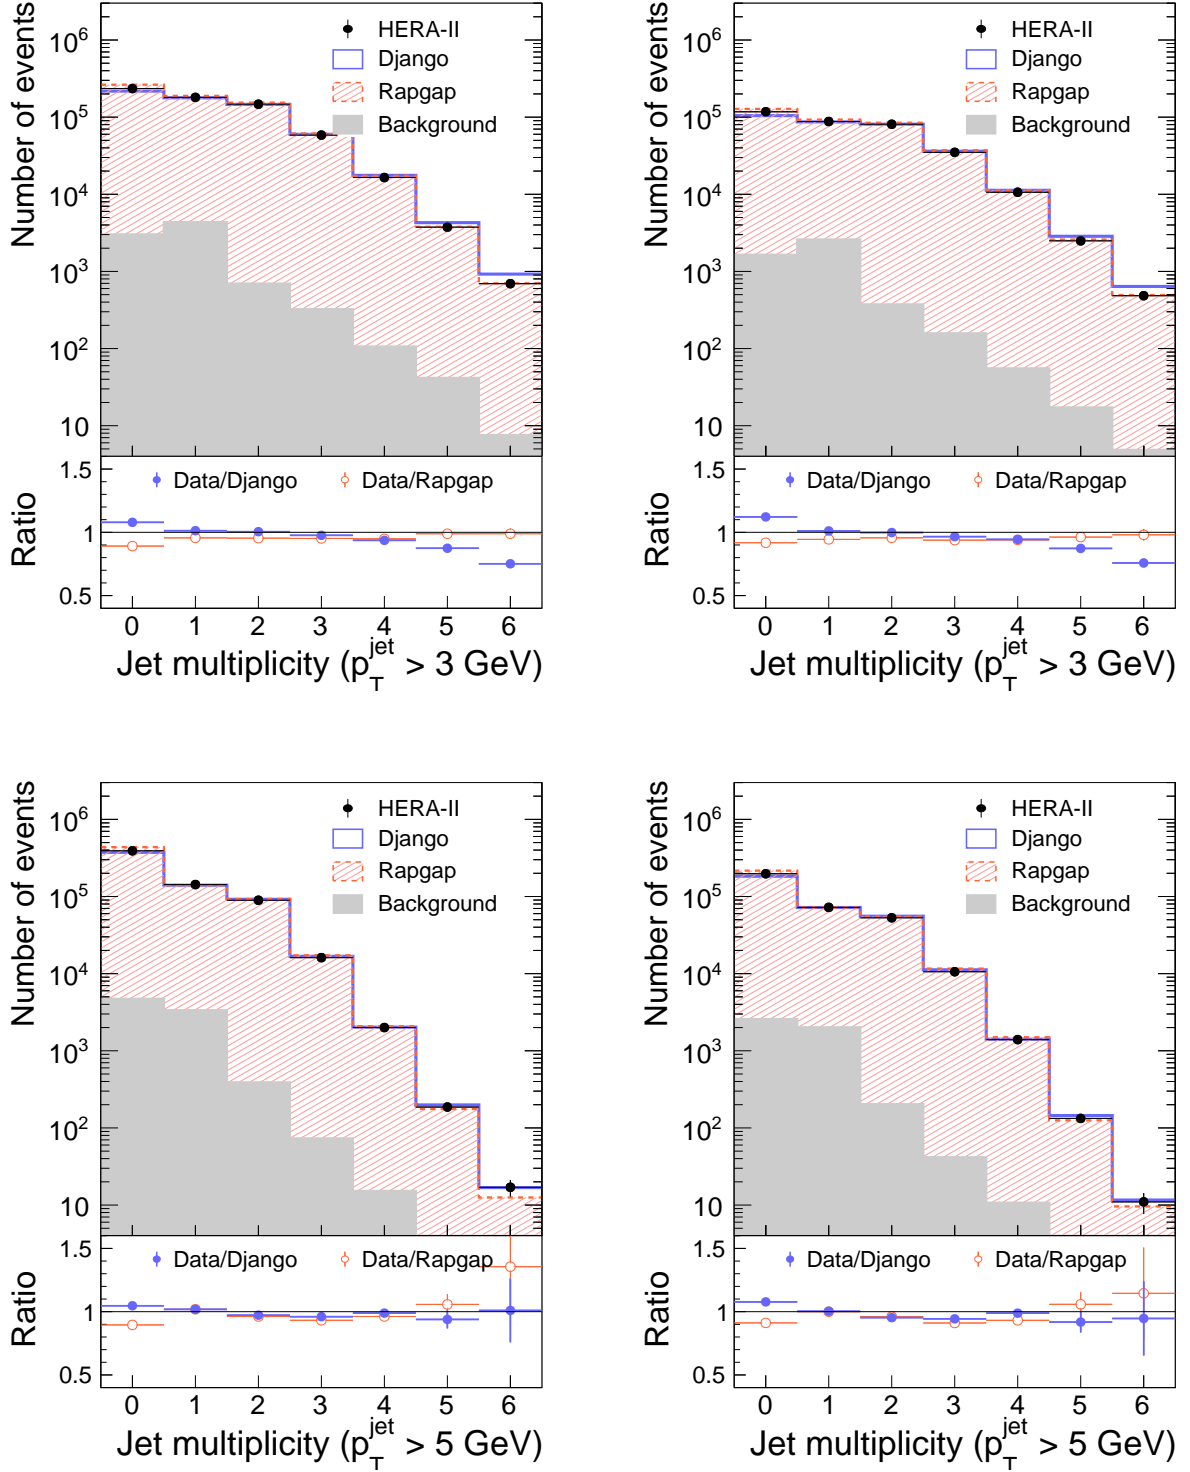 Number of events
10^6
10^5
10^4
10^3
10^2
10
HERA-II
Django
Rapgap
Background
Ratio
1.5
1
0.5
Data/Django
Data/Rapgap
0 1 2 3 4 5 6
Jet multiplicity (p_T^jet > 3 GeV)
Number of events
10^6
10^5
10^4
10^3
10^2
10
HERA-II
Django
Rapgap
Background
Ratio
1.5
1
0.5
Data/Django
Data/Rapgap
0 1 2 3 4 5 6
Jet multiplicity (p_T^jet > 3 GeV)
Number of events
10^6
10^5
10^4
10^3
10^2
10
HERA-II
Django
Rapgap
Background
Ratio
1.5
1
0.5
Data/Django
Data/Rapgap
0 1 2 3 4 5 6
Jet multiplicity (p_T^jet > 5 GeV)
Number of events
10^6
10^5
10^4
10^3
10^2
10
HERA-II
Django
Rapgap
Background
Ratio
1.5
1
0.5
Data/Django
Data/Rapgap
0 1 2 3 4 5 6
Jet multiplicity (p_T^jet > 5 GeV)